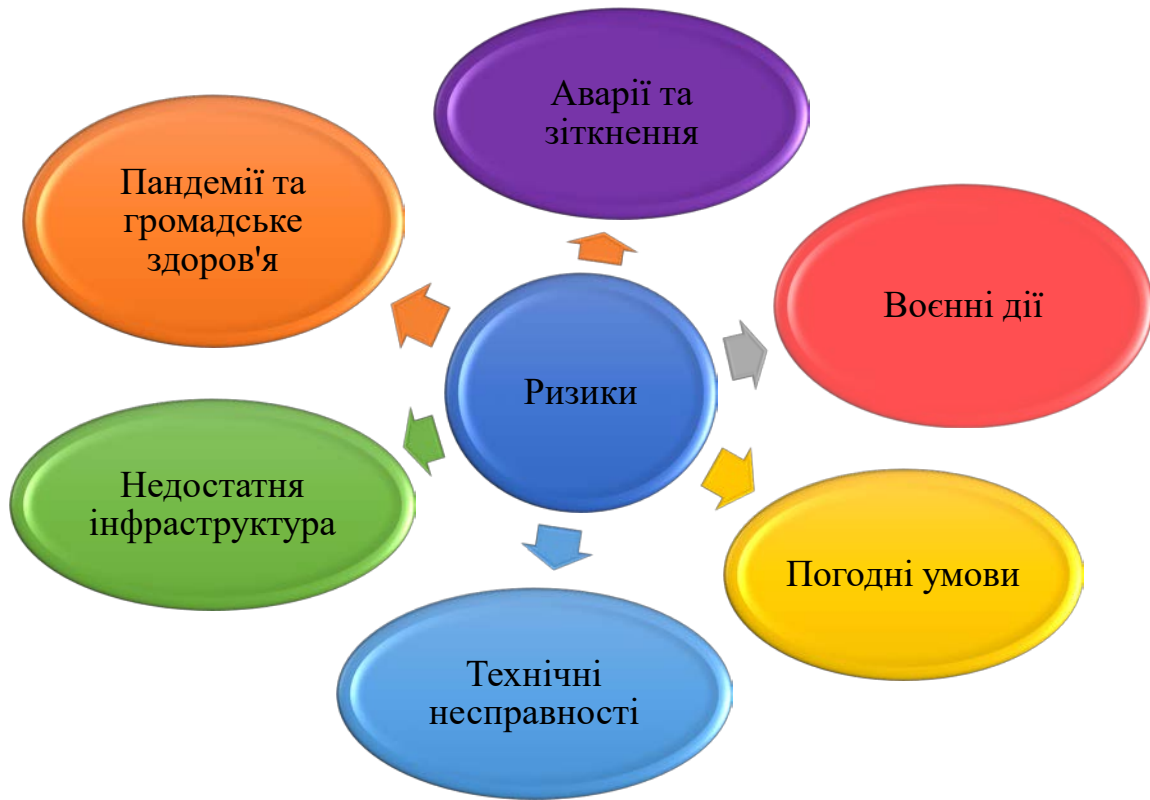 Аварії та
зіткнення
Пандемії та
громадське
здоров'я
Воєнні дії
Ризики
Недостатня
інфраструктура
Погодні умови
Технічні
несправності